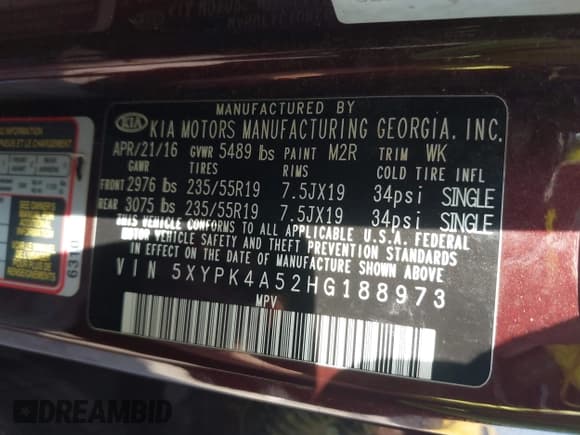 MANUFACTURED BY
KIA KIA MOTORS MANUFACTURING GEORGIA. INC.
APR/21/16 GVWR 5489 lbs PAINT M2R TRIM WK
GAWR TIRES RIMS COLD TIRE INFL
FRONT 2976 lbs 235/55R19 7.5JX19 34psi SINGLE
REAR 3075 lbs 235/55R19 7.5JX19 34psi SINGLE
THIS VEHICLE CONFORMS TO ALL APPLICABLE U.S.A. FEDERAL
MOTOR VEHICLE SAFETY AND THEFT PREVENTION STANDARDS
IN EFFECT ON THE DATE OF MANUFACTURE SHOWN ABOVE.
VIN 5XYPK4A52HG188973
MPV
INFORMATION
63101
DREAMBID